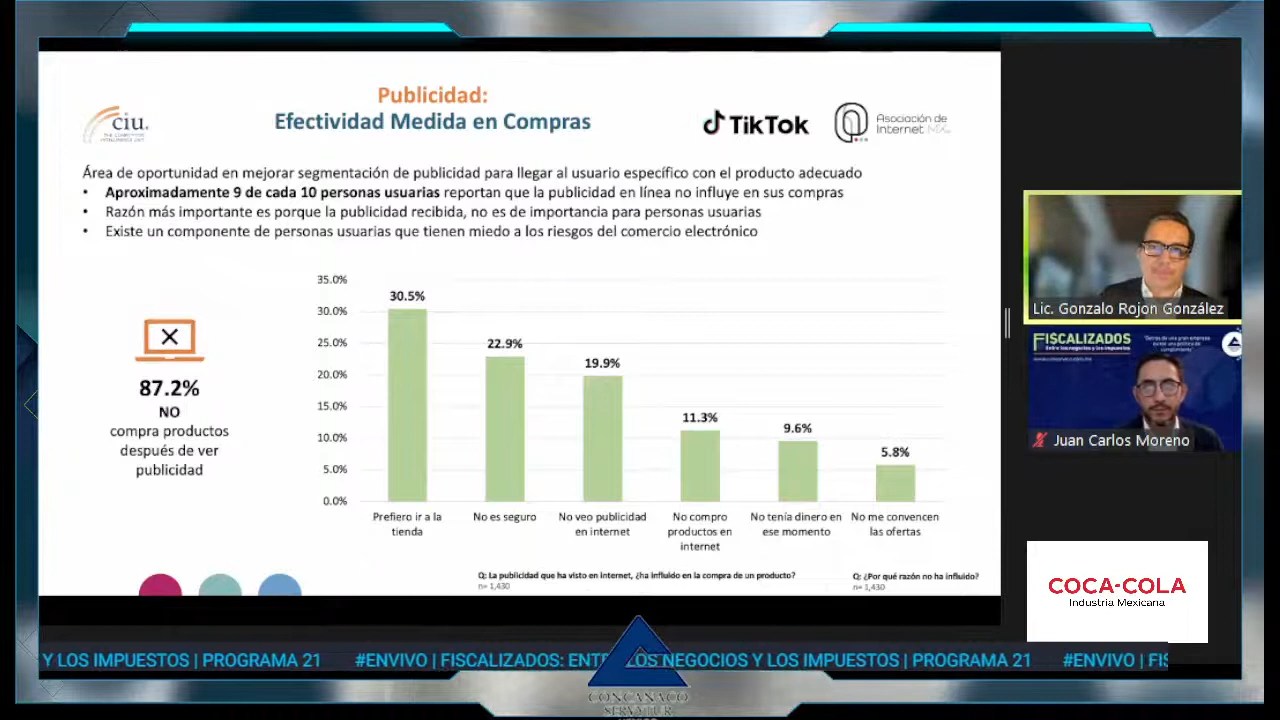 Publicidad:
Efectividad Medida en Compras
ciu.
TikTok
Asociación de
Internet MX
Área de oportunidad en mejorar segmentación de publicidad para llegar al usuario específico con el producto adecuado
• Aproximadamente 9 de cada 10 personas usuarias reportan que la publicidad en línea no influye en sus compras
• Razón más importante es porque la publicidad recibida, no es de importancia para personas usuarias
• Existe un componente de personas usuarias que tienen miedo a los riesgos del comercio electrónico
87.2%
NO
compra productos
después de ver
publicidad
35.0%
30.0%
25.0%
20.0%
15.0%
10.0%
5.0%
0.0%
30.5%
22.9%
19.9%
11.3%
9.6%
5.8%
Prefiero ir a la
tienda
No es seguro
No veo publicidad
en internet
No compro
productos en
internet
No tenía dinero en
ese momento
No me convencen
las ofertas
Q: La publicidad que ha visto en internet, ¿ha influido en la compra de un producto?
n= 1,430
Q: ¿Por qué razón no ha influido?
n= 1,430
Lic. Gonzalo Rojon González
FISCALIZADOS
Entre los negocios y los impuestos
Juan Carlos Moreno
COCA-COLA
Industria Mexicana
Y LOS IMPUESTOS | PROGRAMA 21 #ENVIVO | FISCALIZADOS: ENTRE LOS NEGOCIOS Y LOS IMPUESTOS | PROGRAMA 21 #ENVIVO | FIS
CONCANACO
SERVYTUR